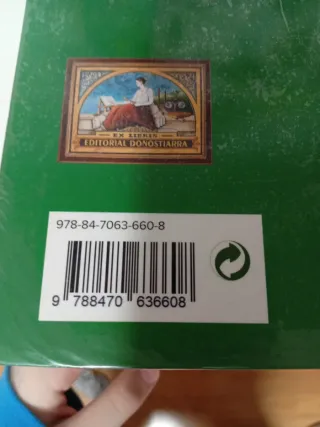 EX LIBRIS
EDITORIAL DONOSTIARRA
978-84-7063-660-8
9 788470 636608